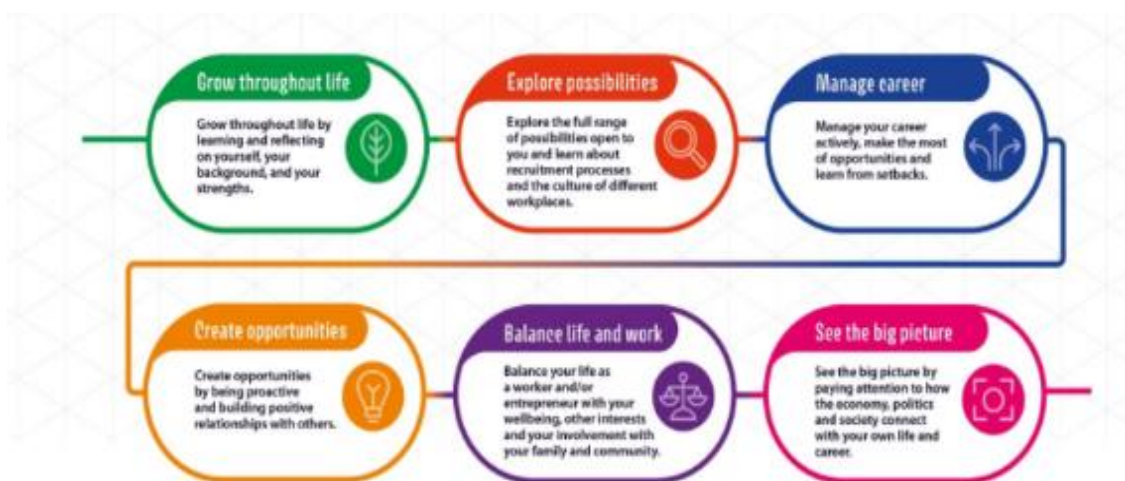 Grow throughout life
Grow throughout life by
learning and reflecting
on yourself, your
background, and your
strengths.
Explore possibilities
Explore the full range
of possibilities open to
you and learn about
recruitment processes
and the culture of different
workplaces.
Manage career
Manage your career
actively, make the most
of opportunities and
learn from setbacks.
Create opportunities
Create opportunities
by being proactive
and building positive
relationships with others.
Balance life and work
Balance your life as
a worker and/or
entrepreneur with your
wellbeing, other interests
and your involvement with
your family and community.
See the big picture
See the big picture by
paying attention to how
the economy, politics
and society connect
with your own life and
career.